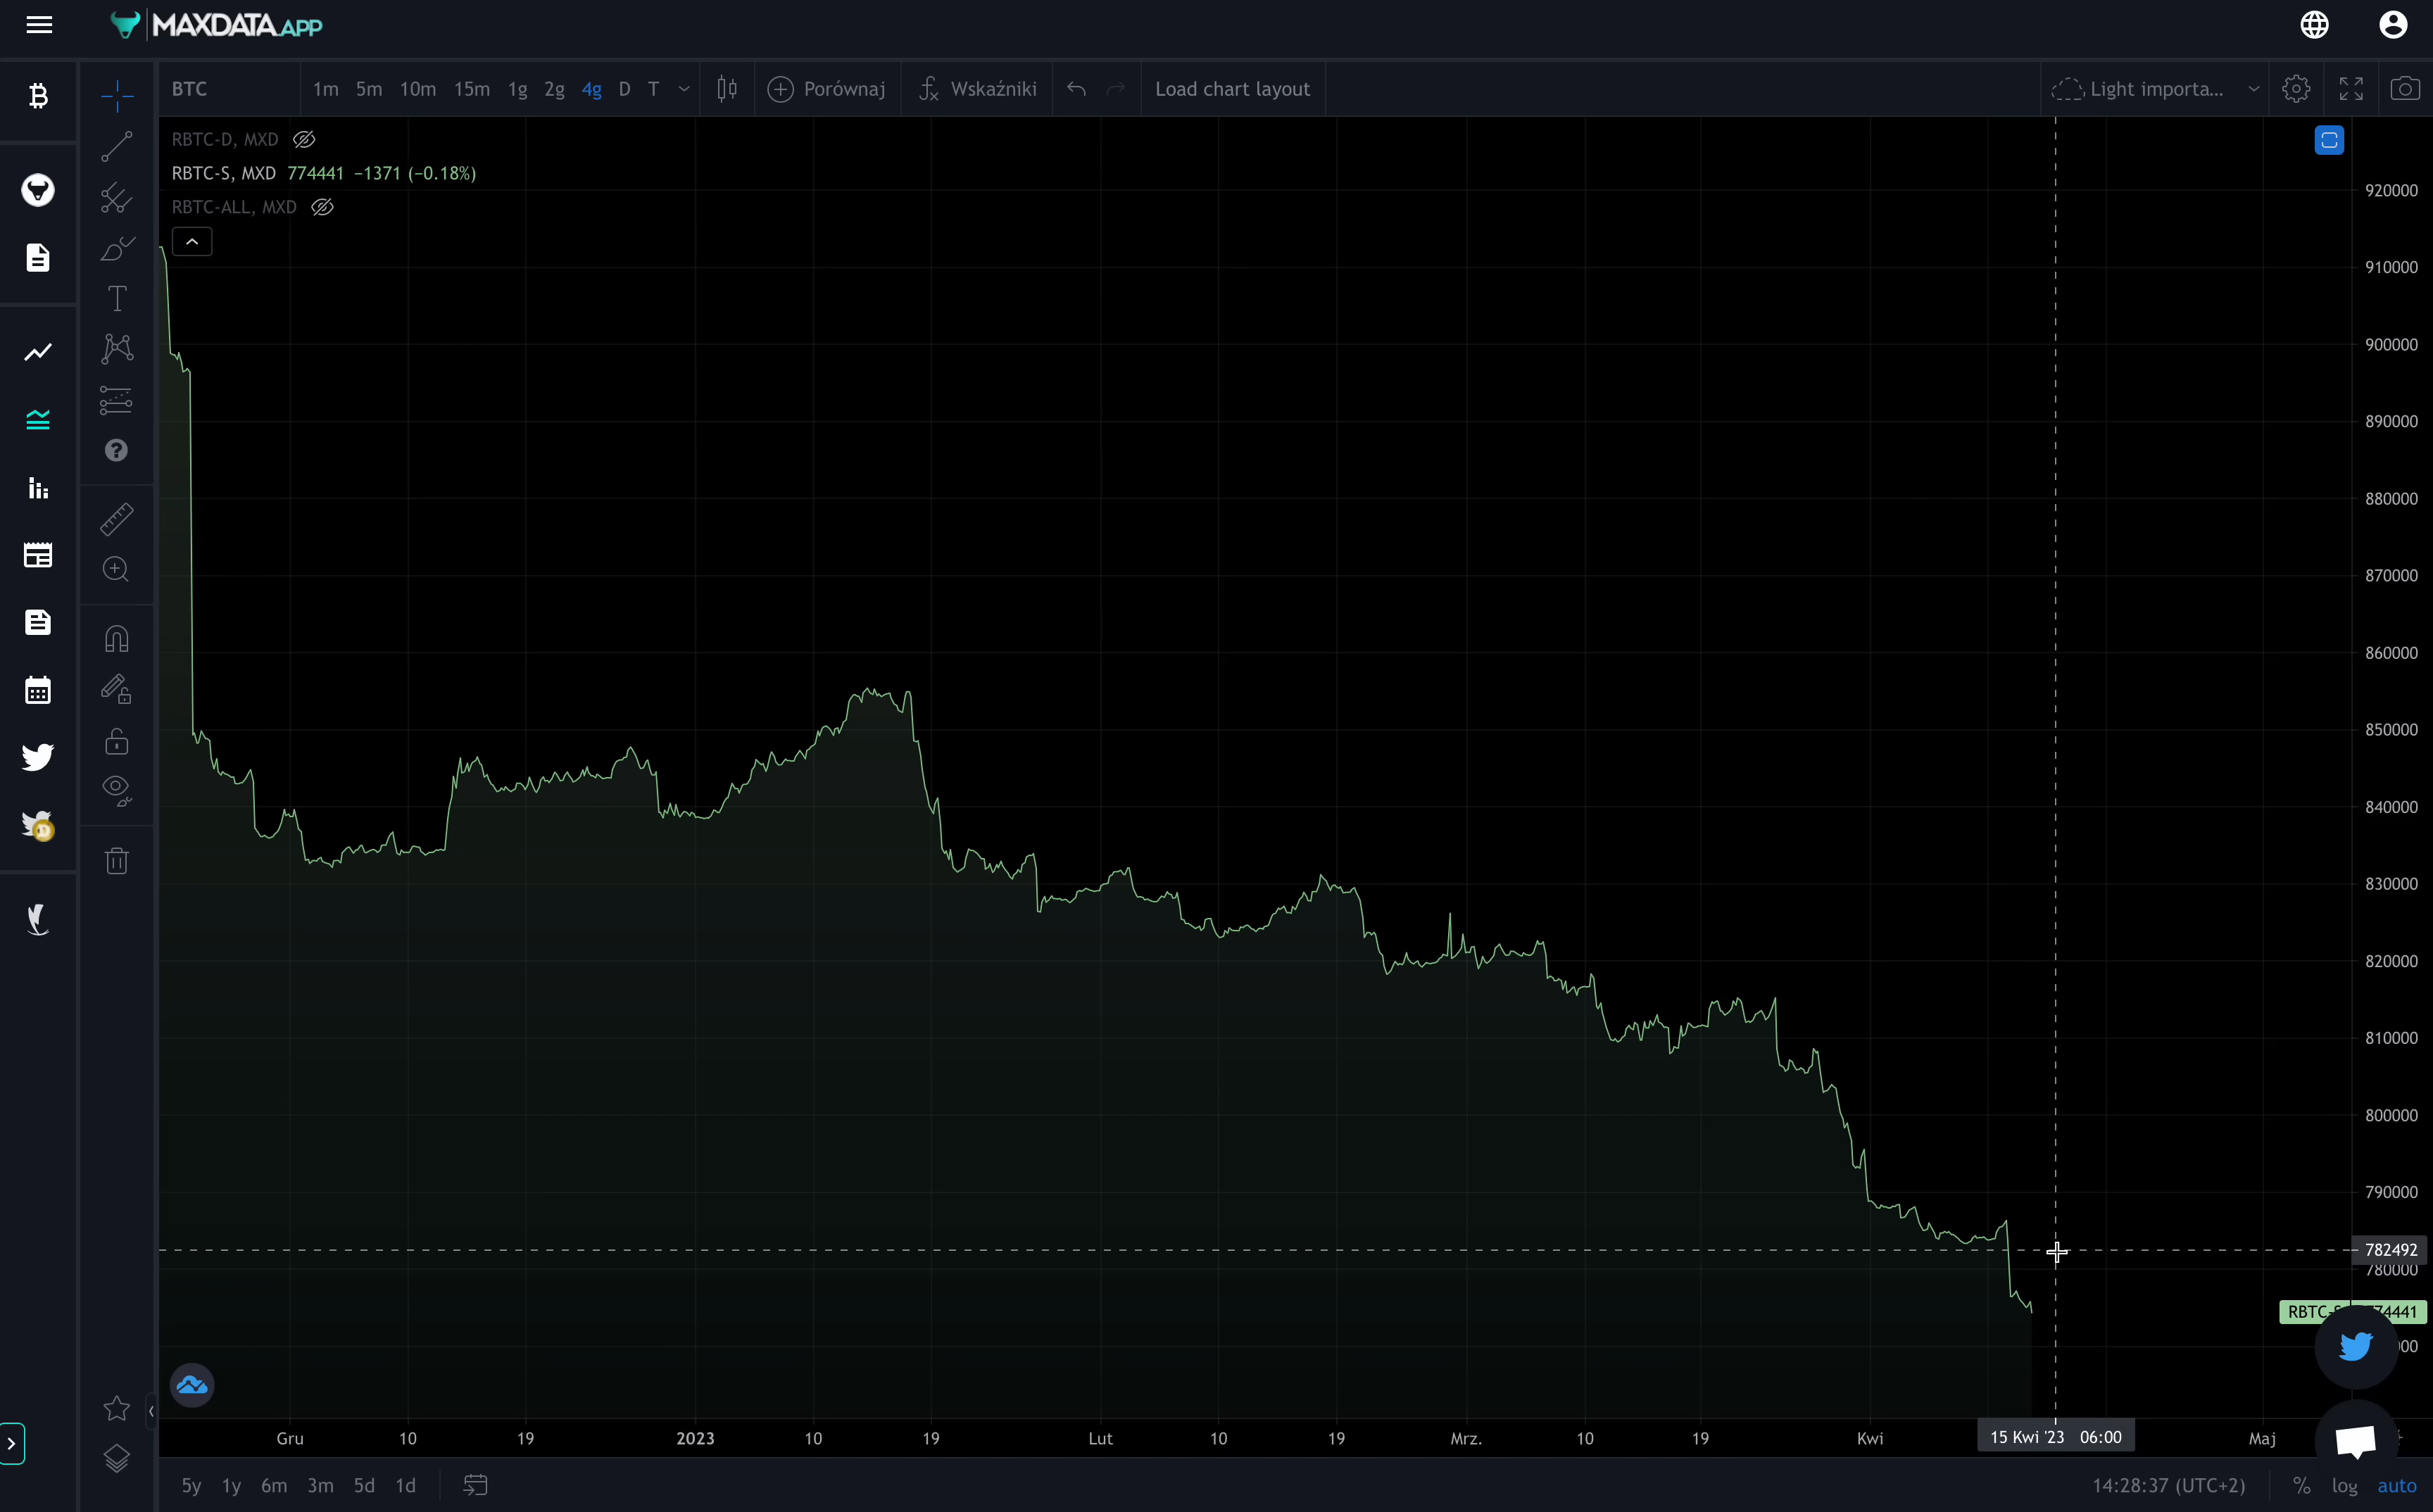 MAXDATA.APP
BTC 1m 5m 10m 15m 1g 2g 4g D T Porównaj Wskaźniki Load chart layout Light importa...
RBTC-D, MXD
RBTC-S, MXD 774441 −1371 (−0.18%)
RBTC-ALL, MXD
920000
910000
900000
890000
880000
870000
860000
850000
840000
830000
820000
810000
800000
790000
782492
780000
Gru 10 19 2023 10 19 Lut 10 19 Mrz. 10 19 Kwi 15 Kwi '23 06:00 Maj
5y 1y 6m 3m 5d 1d 14:28:37 (UTC+2) % log auto